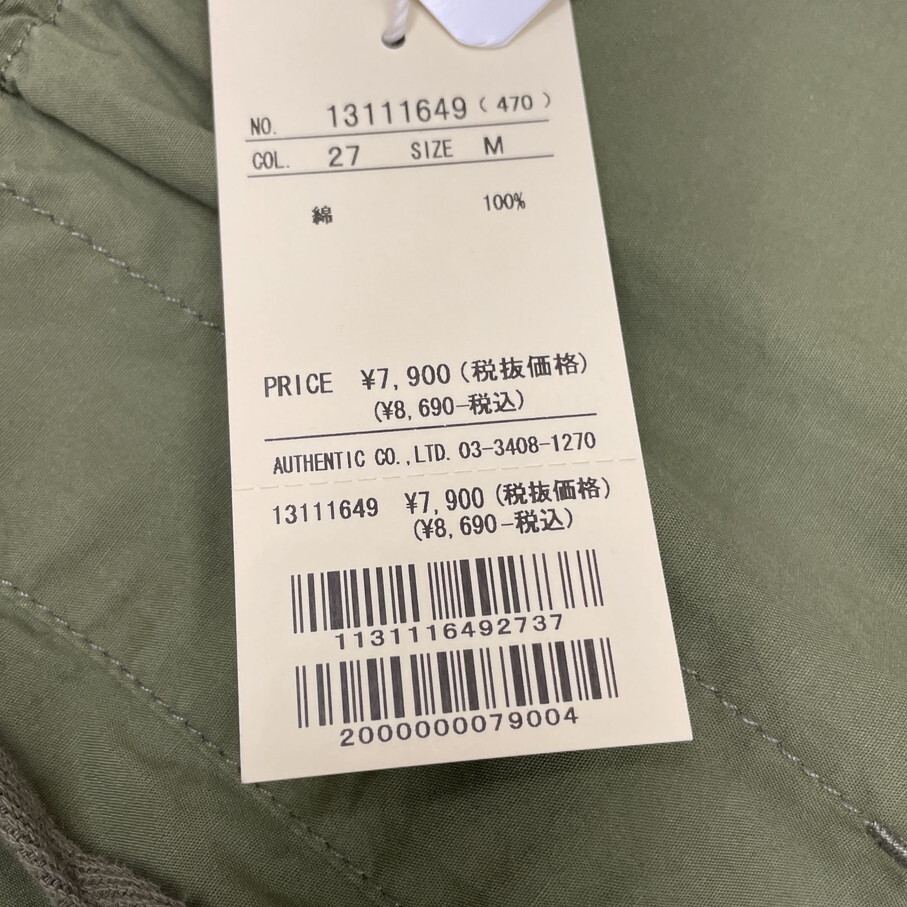 NO. 13111649 (470)
COL. 27 SIZE M
綿 100%
PRICE ¥7,900 (税抜価格)
(¥8,690-税込)
AUTHENTIC CO.,LTD. 03-3408-1270
13111649 ¥7,900 (税抜価格)
(¥8,690-税込)
1131116492737
2000000079004